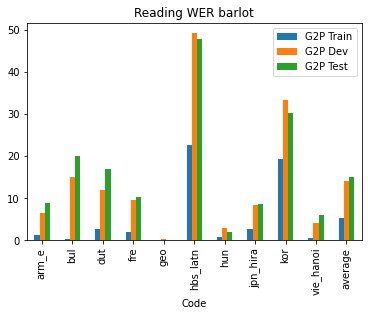 Reading WER barlot
G2P Train
G2P Dev
G2P Test
50
40
30
20
10
0
arm_e
bul
dut
fre
geo
hbs_latn
hun
jpn_hira
kor
vie_hanoi
average
Code